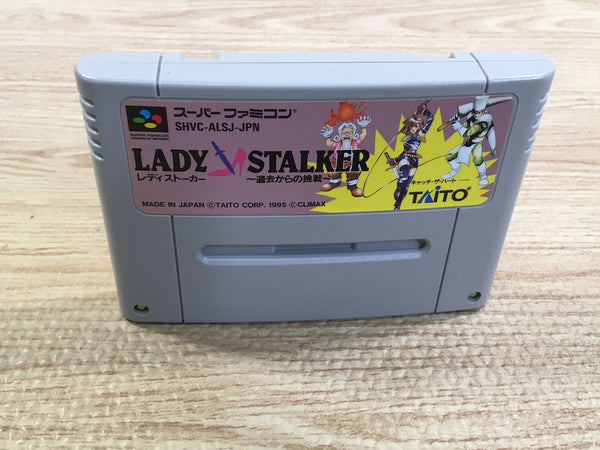 スーパーファミコン
SHVC-ALSJ-JPN
SUPER FAMICOM
LADY STALKER
レディストーカー
〜過去からの挑戦〜
キャッチ・ザ・ハート
TAITO
MADE IN JAPAN ©TAITO CORP. 1995 ©CLIMAX